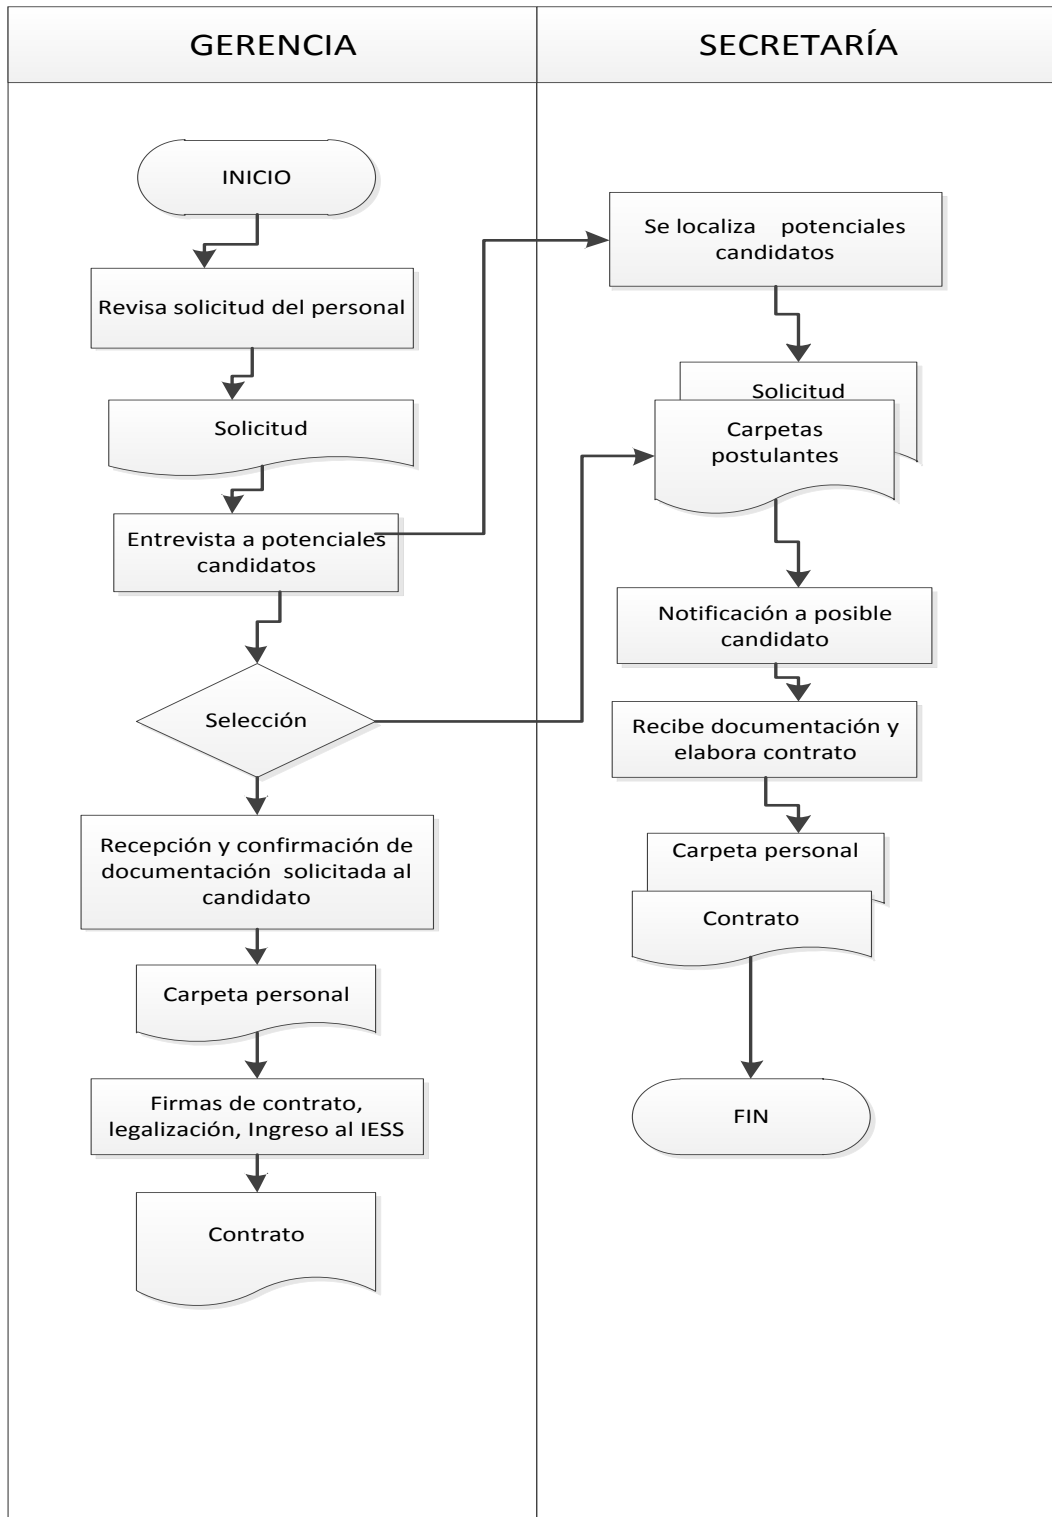 GERENCIA
SECRETARÍA
INICIO
Revisa solicitud del personal
Solicitud
Entrevista a potenciales
candidatos
Selección
Recepción y confirmación de
documentación solicitada al
candidato
Carpeta personal
Firmas de contrato,
legalización, Ingreso al IESS
Contrato
Se localiza potenciales
candidatos
Solicitud
Carpetas
postulantes
Notificación a posible
candidato
Recibe documentación y
elabora contrato
Carpeta personal
Contrato
FIN